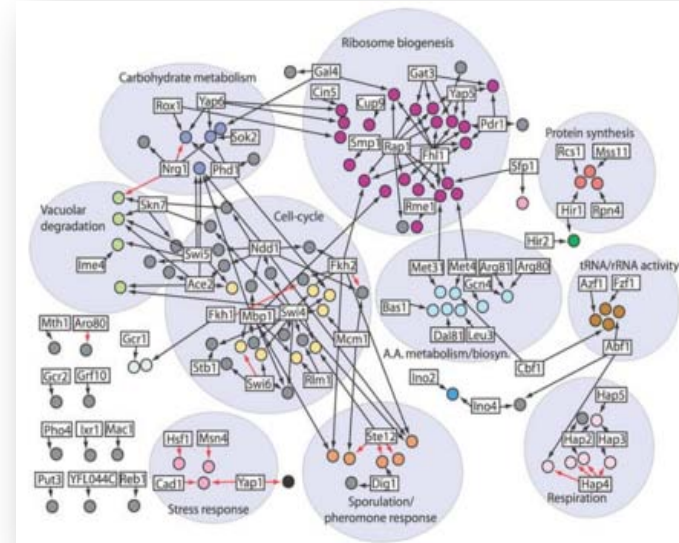 Ribosome biogenesis
Carbohydrate metabolism
Gal4
Gat3
Cin5
Yap5
Rox1
Yap6
Cup9
Pdr1
Smp1
Rap1
Fhl1
Sok2
Nrg1
Phd1
Protein synthesis
Rcs1
Mss11
Sfp1
Hir1
Rpn4
Hir2
Rme1
Skn7
Cell-cycle
Vacuolar
degradation
Ime4
Swi5
Ndd1
Ace2
Fkh2
Met31
Met4
Arg81
Arg80
Gcn4
Bas1
Dal81
Leu3
A.A. metabolism/biosyn.
tRNA/rRNA activity
Azf1
Fzf1
Abf1
Cbf1
Fkh1
Mbp1
Swi4
Mcm1
Stb1
Swi6
Rlm1
Mth1
Aro80
Gcr1
Gcr2
Grf10
Ino2
Ino4
Pho4
Ixr1
Mac1
Put3
YFL044C
Reb1
Hsf1
Msn4
Cad1
Yap1
Stress response
Ste12
Dig1
Sporulation/
pheromone response
Hap5
Hap2
Hap3
Hap4
Respiration